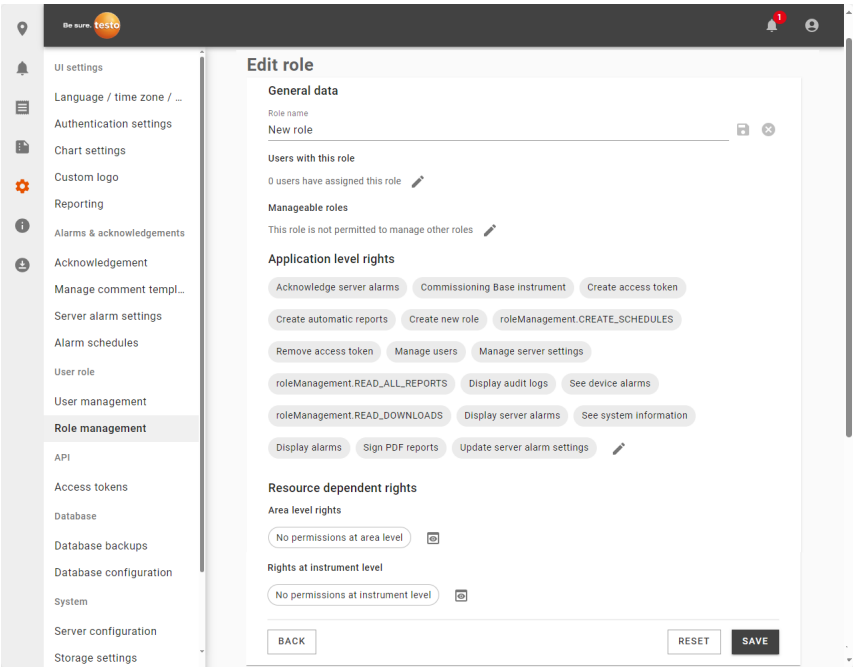 Be sure. testo
1
UI settings
Language / time zone / ...
Authentication settings
Chart settings
Custom logo
Reporting
Alarms & acknowledgements
Acknowledgement
Manage comment templ...
Server alarm settings
Alarm schedules
User role
User management
Role management
API
Access tokens
Database
Database backups
Database configuration
System
Server configuration
Storage settings
Edit role
General data
Role name
New role
Users with this role
0 users have assigned this role
Manageable roles
This role is not permitted to manage other roles
Application level rights
Acknowledge server alarms Commissioning Base instrument Create access token
Create automatic reports Create new role roleManagement.CREATE_SCHEDULES
Remove access token Manage users Manage server settings
roleManagement.READ_ALL_REPORTS Display audit logs See device alarms
roleManagement.READ_DOWNLOADS Display server alarms See system information
Display alarms Sign PDF reports Update server alarm settings
Resource dependent rights
Area level rights
No permissions at area level
Rights at instrument level
No permissions at instrument level
BACK RESET SAVE